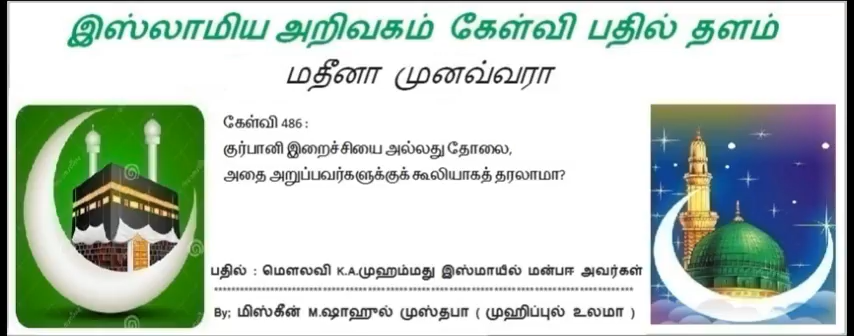 இஸ்லாமிய அறிவகம் கேள்வி பதில் தளம்
மதீனா முனவ்வரா
கேள்வி 486 :
குர்பானி இறைச்சியை அல்லது தோலை,
அதை அறுப்பவர்களுக்குக் கூலியாகத் தரலாமா?
பதில் : மௌலவி K.A.முஹம்மது இஸ்மாயீல் மன்பஈ அவர்கள்
By; மிஸ்கீன் M.ஷாஹுல் முஸ்தபா ( முஹிப்புல் உலமா )